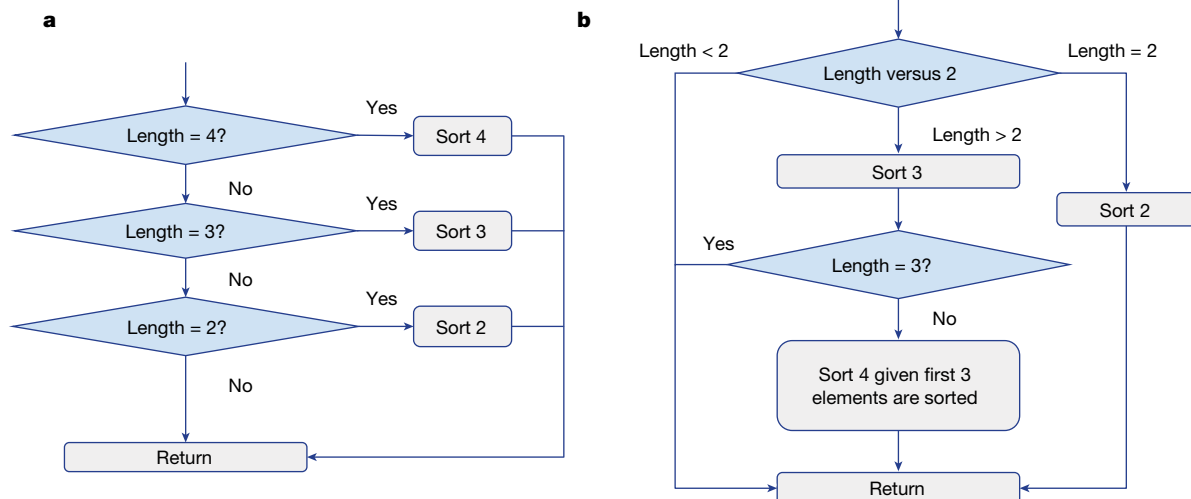 a
Length = 4?
Yes
Sort 4
No
Length = 3?
Yes
Sort 3
No
Length = 2?
Yes
Sort 2
No
Return
b
Length < 2
Length versus 2
Length = 2
Length > 2
Sort 3
Sort 2
Yes
Length = 3?
No
Sort 4 given first 3
elements are sorted
Return